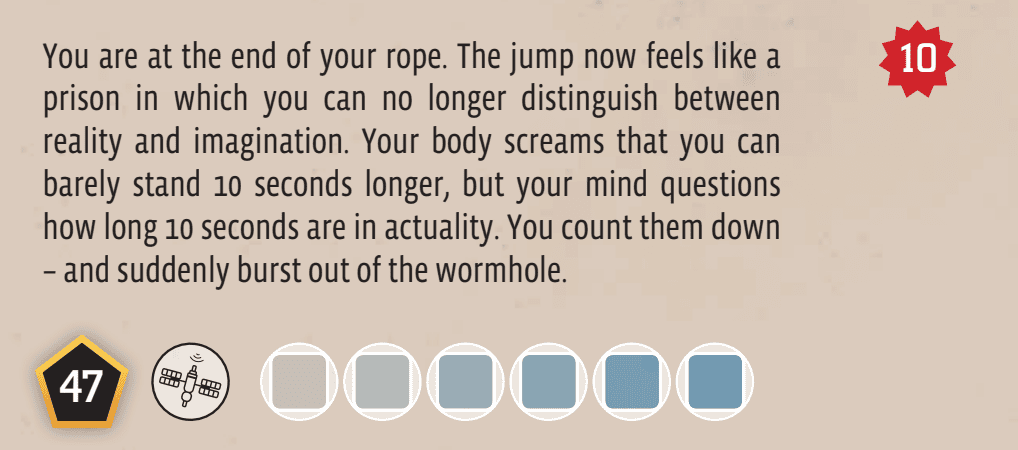 You are at the end of your rope. The jump now feels like a
prison in which you can no longer distinguish between
reality and imagination. Your body screams that you can
barely stand 10 seconds longer, but your mind questions
how long 10 seconds are in actuality. You count them down
– and suddenly burst out of the wormhole.
10
47